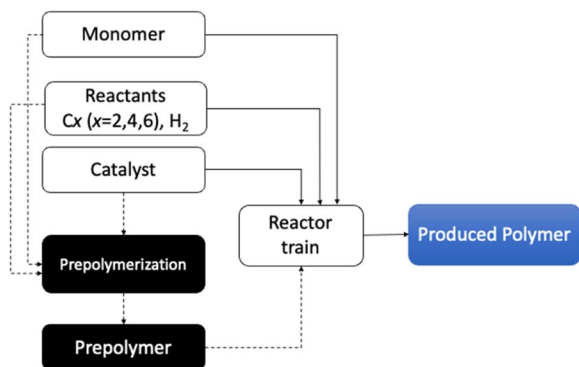 Monomer
Reactants
Cx (x=2,4,6), H₂
Catalyst
Reactor
train
Produced Polymer
Prepolymerization
Prepolymer